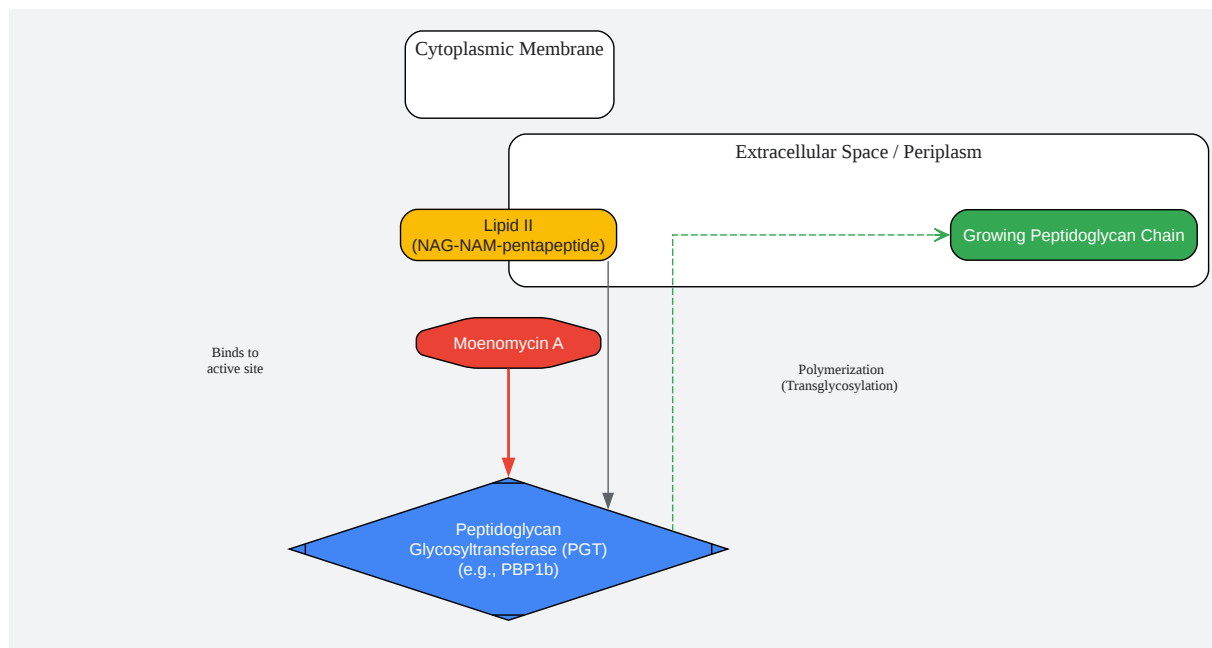 Cytoplasmic Membrane
Extracellular Space / Periplasm
Lipid II
(NAG-NAM-pentapeptide)
Growing Peptidoglycan Chain
Moenomycin A
Binds to
active site
Polymerization
(Transglycosylation)
Peptidoglycan
Glycosyltransferase (PGT)
(e.g., PBP1b)